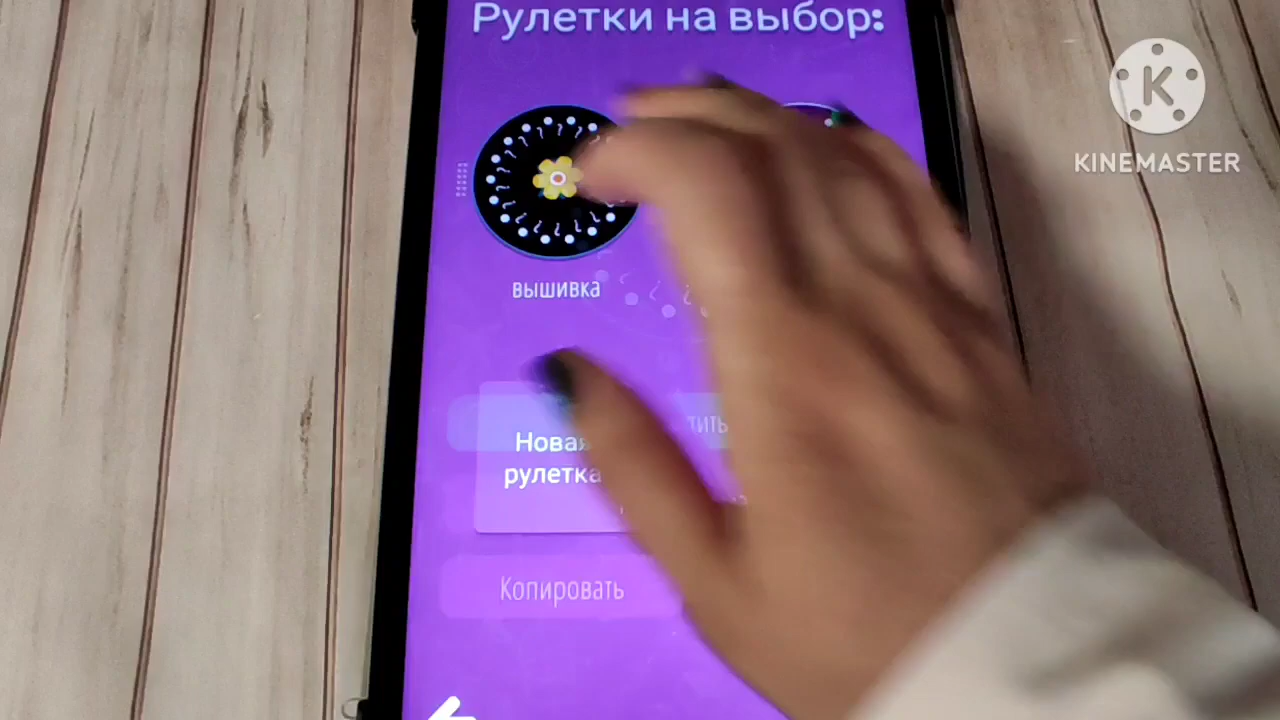 Рулетки на выбор:
KINEMASTER
вышивка
Новая
рулетка
Копировать